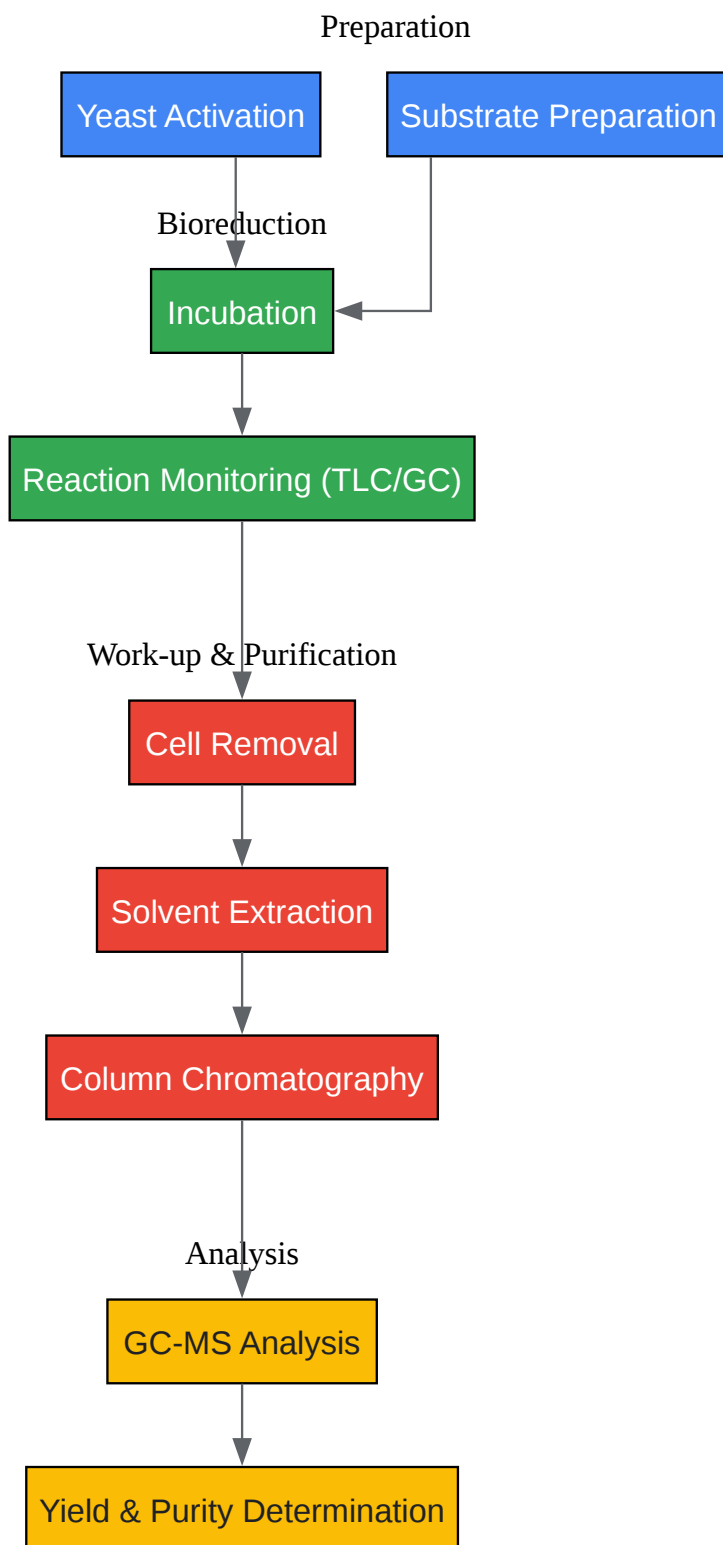 Preparation
Yeast Activation
Substrate Preparation
Bioreduction
Incubation
Reaction Monitoring (TLC/GC)
Work-up & Purification
Cell Removal
Solvent Extraction
Column Chromatography
Analysis
GC-MS Analysis
Yield & Purity Determination